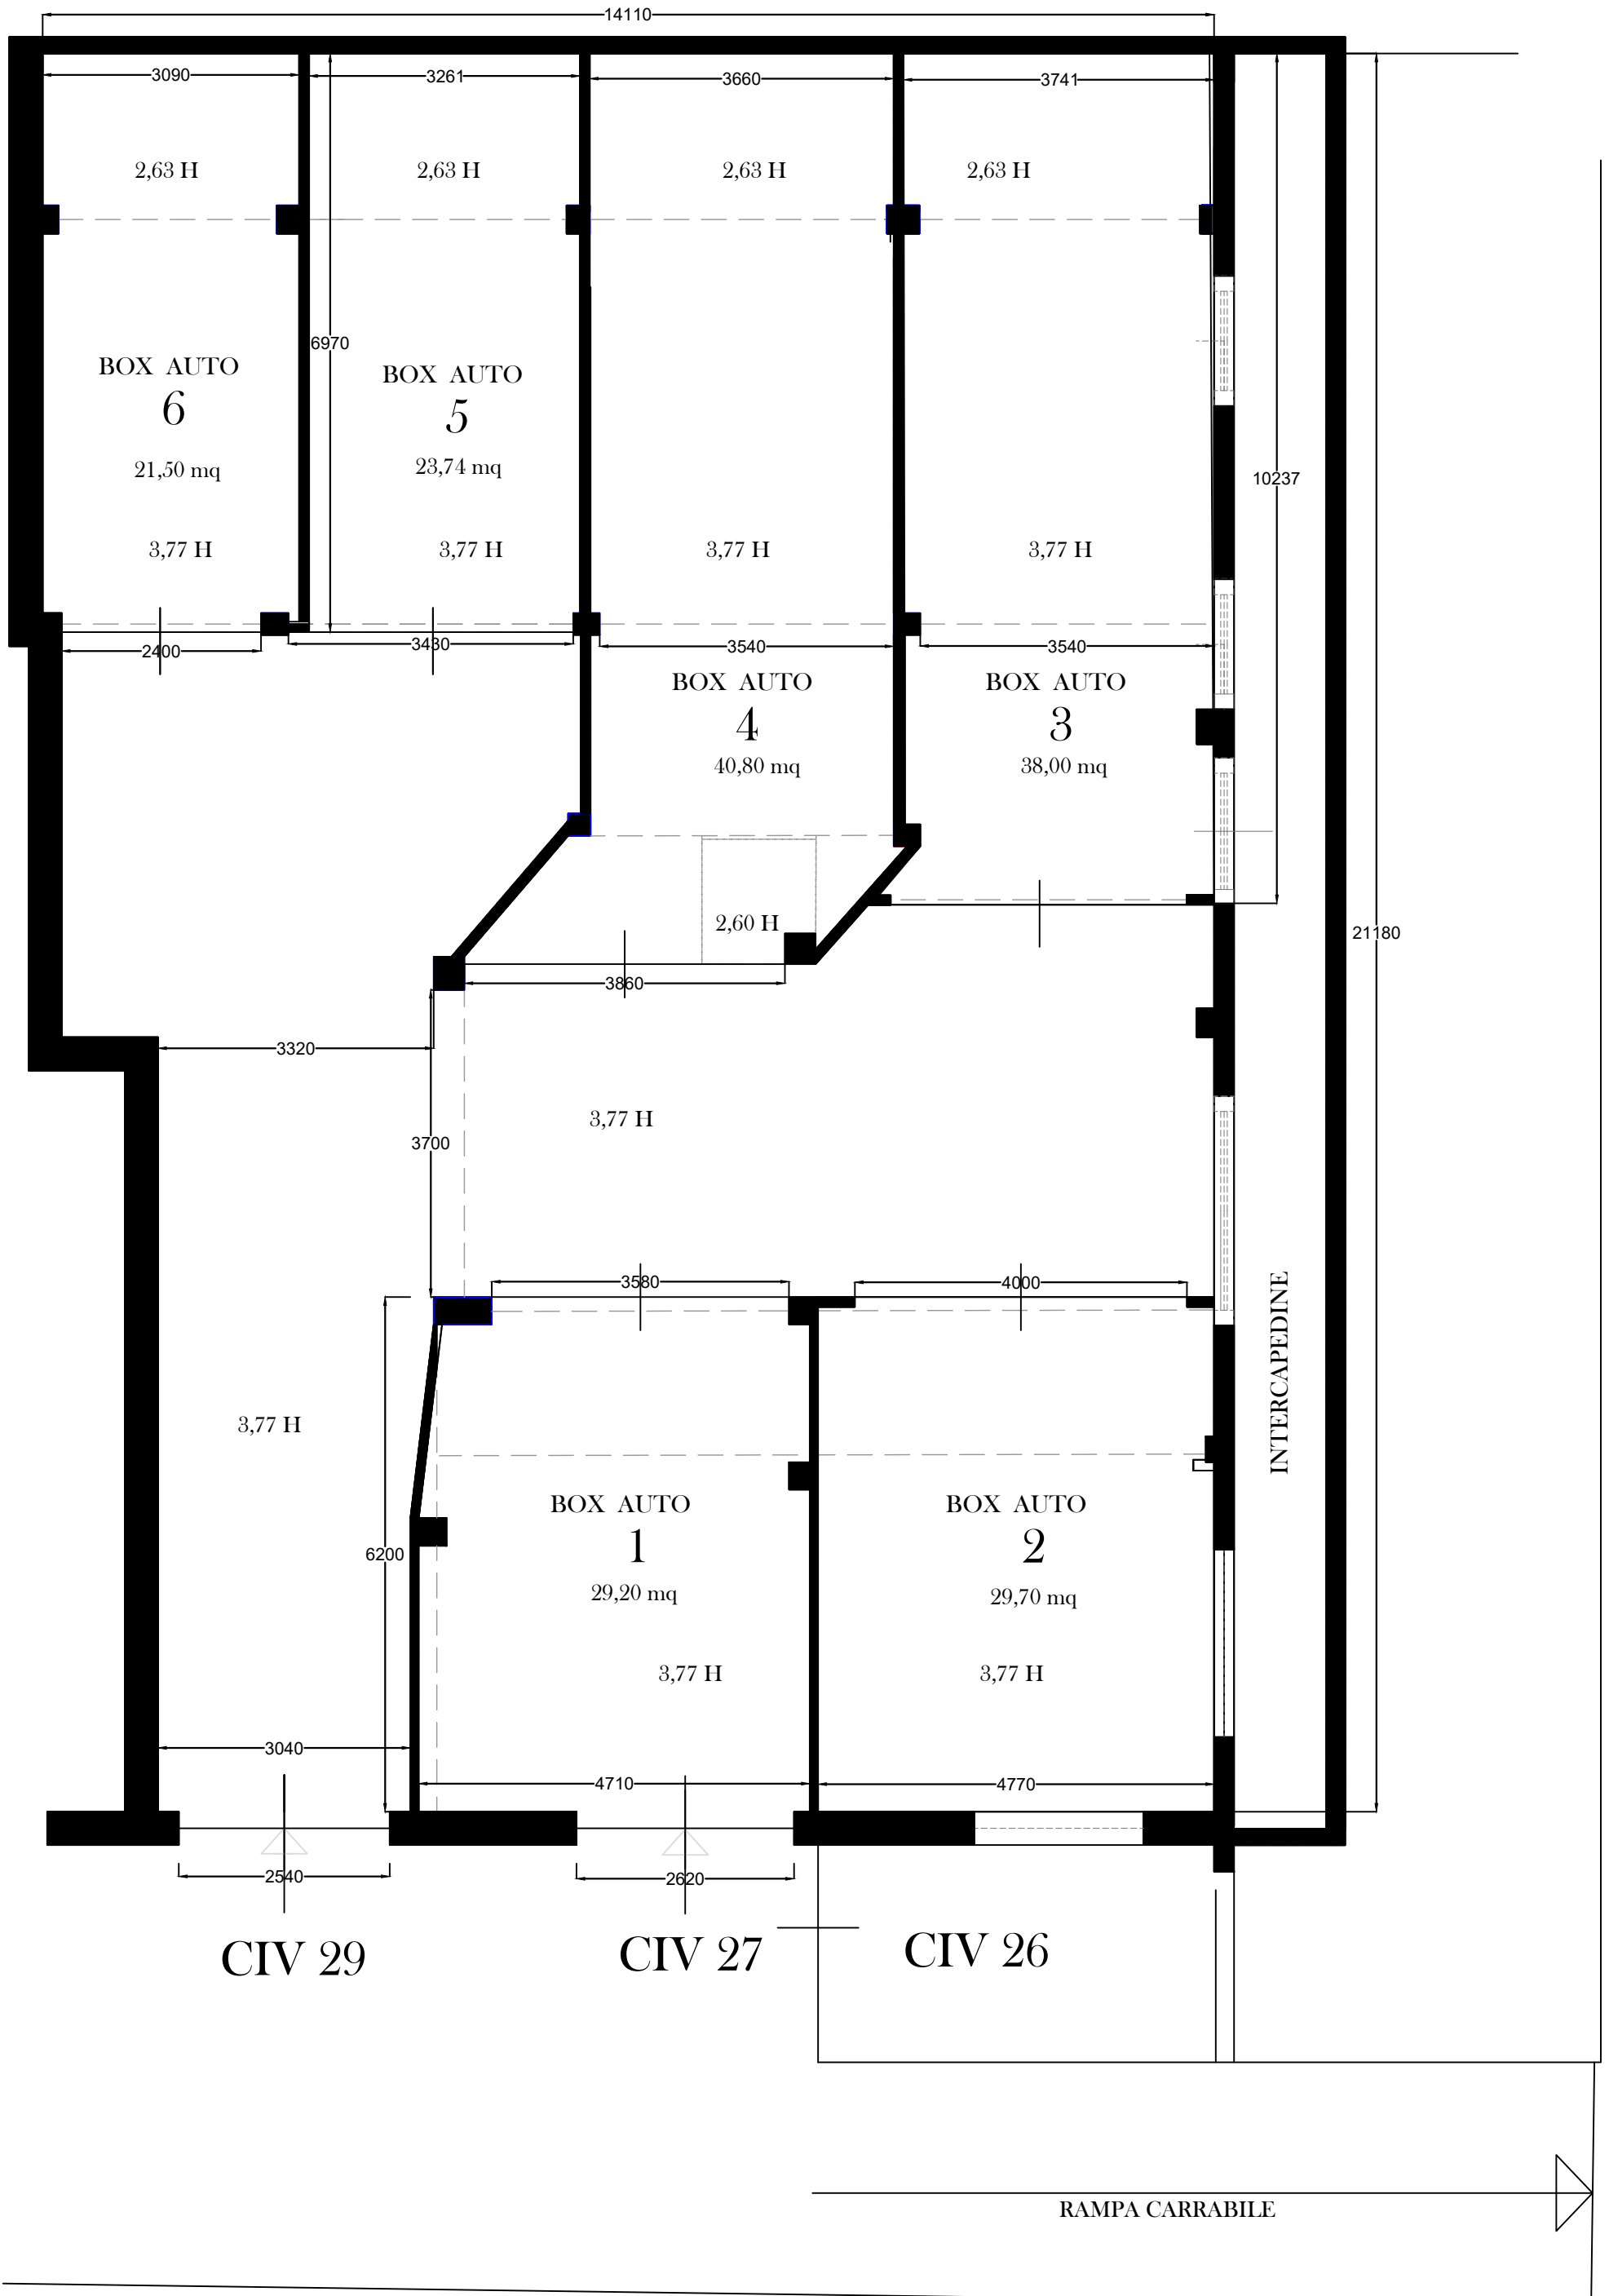 14110
3090
3261
3660
3741
2,63 H
2,63 H
2,63 H
2,63 H
6970
BOX AUTO
6
21,50 mq
BOX AUTO
5
23,74 mq
10237
3,77 H
3,77 H
3,77 H
3,77 H
2400
3430
3540
3540
BOX AUTO
4
40,80 mq
BOX AUTO
3
38,00 mq
2,60 H
21180
3860
3320
3,77 H
3700
3580
4000
INTERCAPEDINE
3,77 H
BOX AUTO
1
29,20 mq
BOX AUTO
2
29,70 mq
6200
3,77 H
3,77 H
3040
4710
4770
2540
2620
CIV 29
CIV 27
CIV 26
RAMPA CARRABILE